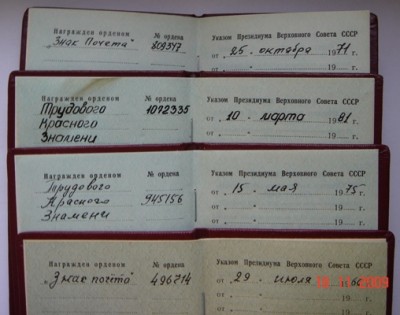 Награжден орденом № ордена Указом Президиума Верховного Совета СССР
„Знак Почета" 809347 от „25" октября 1971 г.
от „ " 19 г.
Награжден орденом № ордена Указом Президиума Верховного Совета СССР
Трудового 1072335 от „10" марта 1981 г.
Красного от „ " 19 г.
Знамени
Награжден орденом № ордена Указом Президиума Верховного Совета СССР
Трудового 945156 от „15" мая 1975 г.
Красного от „ " 19 г.
Знамени
Награжден орденом № ордена Указом Президиума Верховного Совета СССР
„Знак почёта" 496714 от „29" июля 1966 г.
от „ " 19 г.